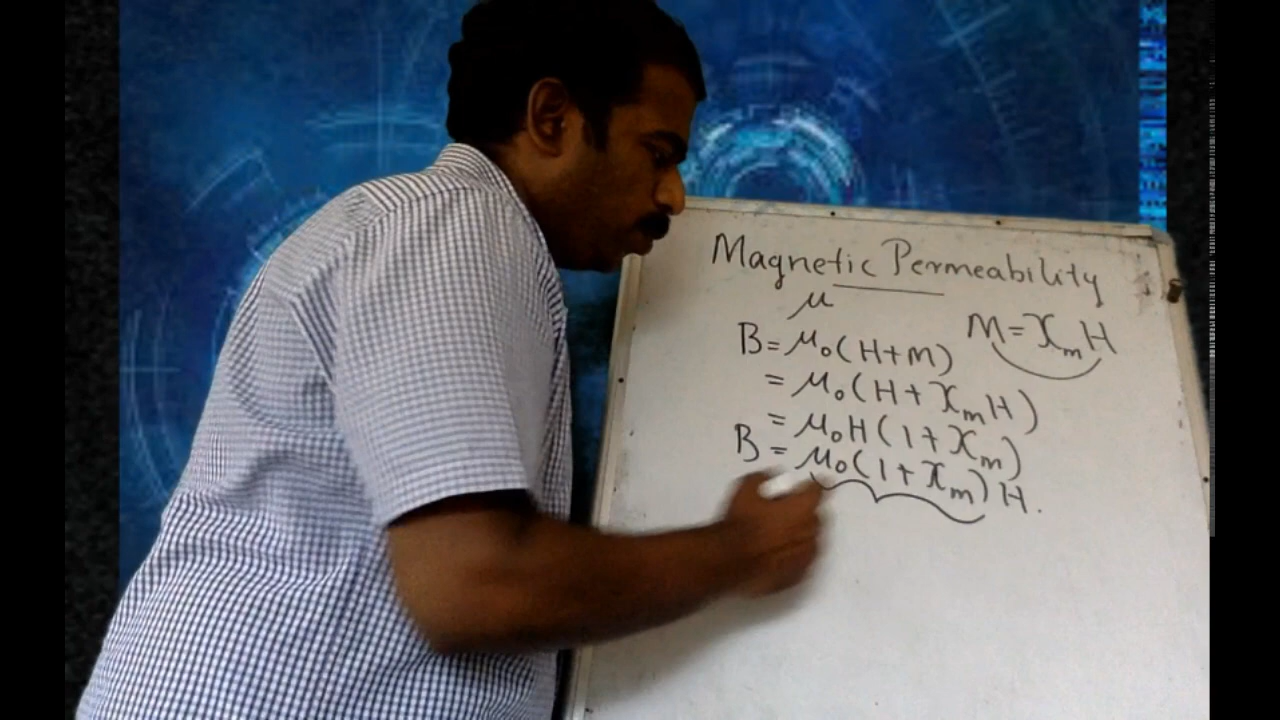 Magnetic Permeability
μ
M=χₘH
B=μ₀(H+M)
=μ₀(H+χₘH)
=μ₀H(1+χₘ)
B=μ₀(1+χₘ)H.